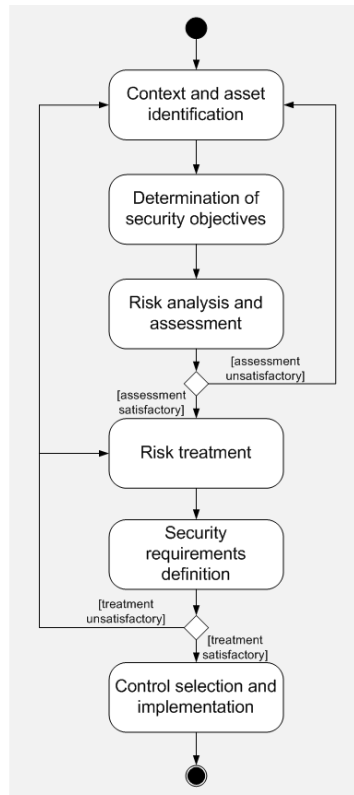 Context and asset
identification
Determination of
security objectives
Risk analysis and
assessment
[assessment
unsatisfactory]
[assessment
satisfactory]
Risk treatment
Security
requirements
definition
[treatment
unsatisfactory]
[treatment
satisfactory]
Control selection and
implementation